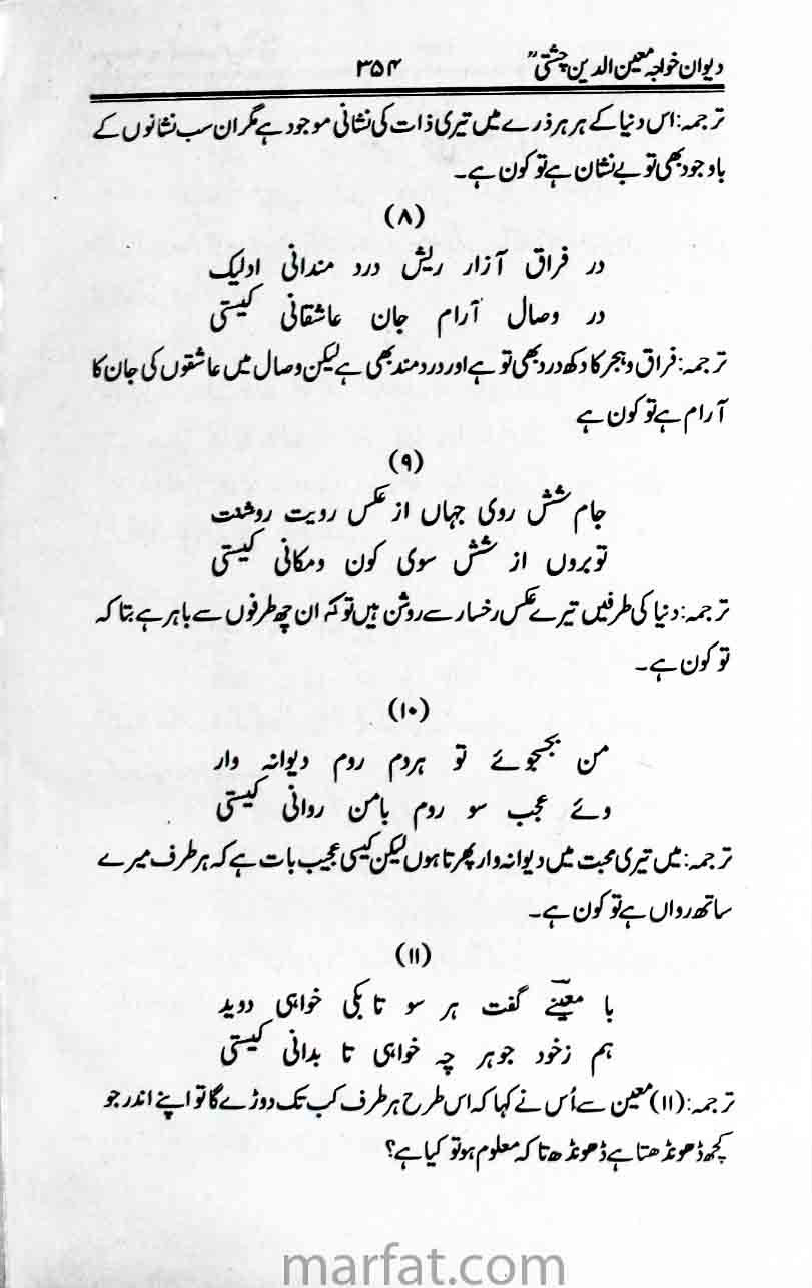 دیوان خواجہ معین الدین چشتیؒ ۳۵۴
ترجمہ: اس دنیا کے ہر ہر ذرے میں تیری ذات کی نشانی موجود ہے مگر ان سب نشانوں کے
باوجود بھی تو بے نشان ہے تو کون ہے۔
(۸)
در فراق آزار ریش درد مندانی اولیک
در وصال آرام جان عاشقانی کیستی
ترجمہ: فراق و ہجر کا دکھ درد بھی تو ہے اور درد مند بھی ہے لیکن وصال میں عاشقوں کی جان کا
آرام ہے تو کون ہے
(۹)
جام شش روی جہاں از عکس رویت روشنت
تو بروں از شش سوی کون ومکانی کیستی
ترجمہ: دنیا کی طرفیں تیرے عکس رخسار سے روشن ہیں تو کہ ان چھ طرفوں سے باہر ہے بتا کہ
تو کون ہے۔
(۱۰)
من بجستجوئے تو ہردم روم دیوانہ وار
وئے عجب سو روم بامن روانی کیستی
ترجمہ: میں تیری محبت میں دیوانہ وار پھرتا ہوں لیکن کیسی عجیب بات ہے کہ ہر طرف میرے
ساتھ رواں ہے تو کون ہے۔
(۱۱)
با معینے گفت ہر سو تا بکی خواہی دوید
ہم زخود جوہر چہ خواہی تا بدانی کیستی
ترجمہ: (۱۱) معین سے اُس نے کہا کہ اس طرح ہر طرف کب تک دوڑے گا تو اپنے اندر جو
کچھ ڈھونڈھتا ہے ڈھونڈھ تا کہ معلوم ہو تو کیا ہے؟
marfat.com